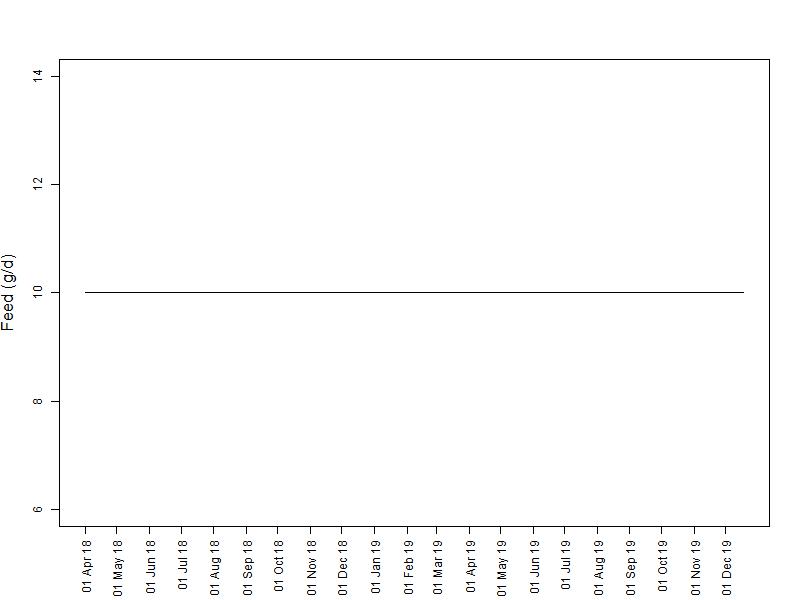 14
12
10
8
6
Feed (g/d)
01 Apr 18
01 May 18
01 Jun 18
01 Jul 18
01 Aug 18
01 Sep 18
01 Oct 18
01 Nov 18
01 Dec 18
01 Jan 19
01 Feb 19
01 Mar 19
01 Apr 19
01 May 19
01 Jun 19
01 Jul 19
01 Aug 19
01 Sep 19
01 Oct 19
01 Nov 19
01 Dec 19